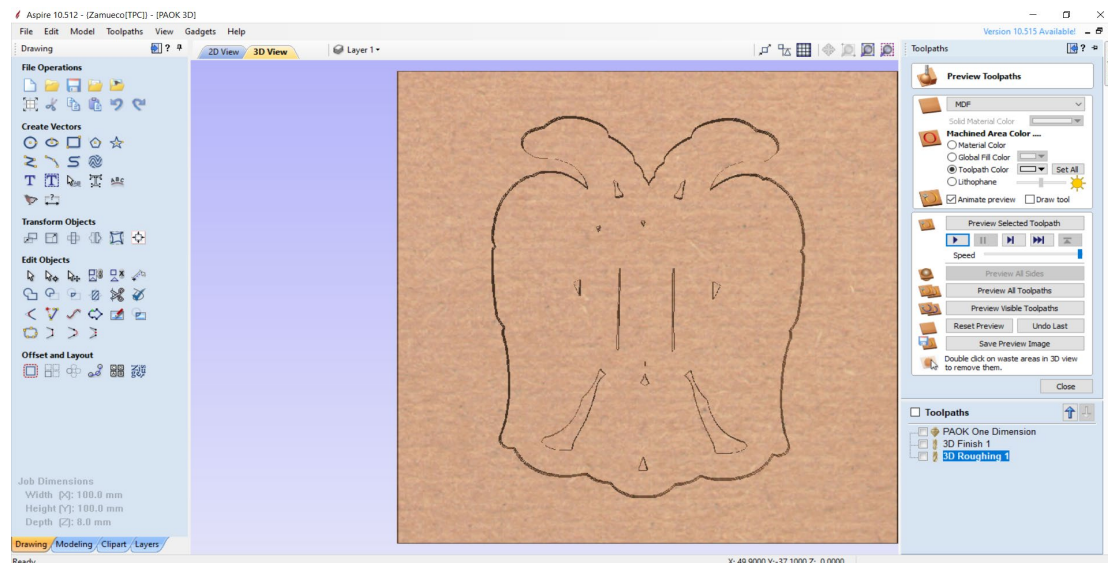 Aspire 10.512 - {Zamueco[TPC]} - [PAOK 3D]
File Edit Model Toolpaths View Gadgets Help
Version 10.515 Available!
Drawing
2D View
3D View
Layer 1
Toolpaths
File Operations
Create Vectors
Transform Objects
Edit Objects
Offset and Layout
Job Dimensions
Width (X): 100.0 mm
Height (Y): 100.0 mm
Depth (Z): 8.0 mm
Drawing Modeling Clipart Layers
Ready
X: 49.9000 Y:-37.1000 Z: 0.0000
Preview Toolpaths
MDF
Solid Material Color
Machined Area Color ....
Material Color
Global Fill Color
Toolpath Color
Set All
Lithophane
Animate preview
Draw tool
Preview Selected Toolpath
Speed
Preview All Sides
Preview All Toolpaths
Preview Visible Toolpaths
Reset Preview
Undo Last
Save Preview Image
Double click on waste areas in 3D view
to remove them.
Close
Toolpaths
PAOK One Dimension
3D Finish 1
3D Roughing 1